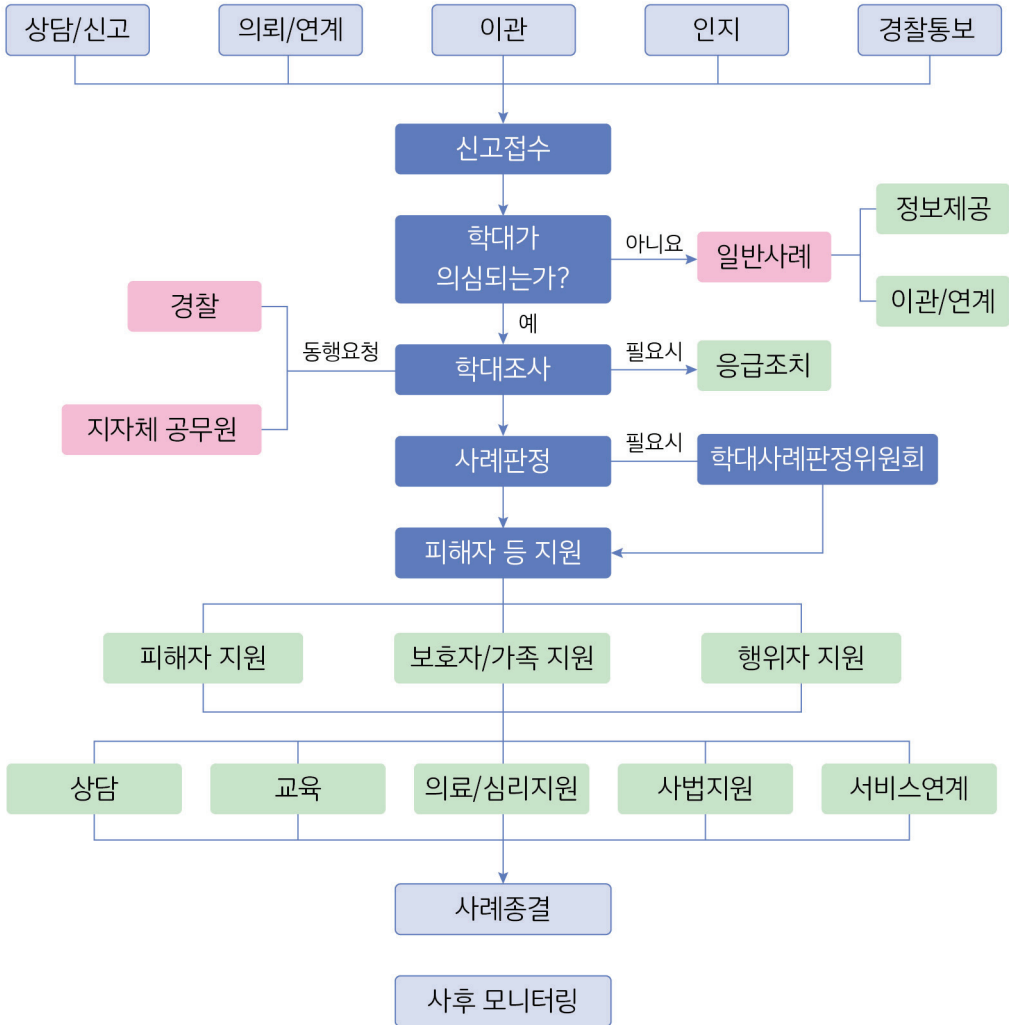 상담/신고
의뢰/연계
이관
인지
경찰통보
신고접수
정보제공
학대가
의심되는가?
아니요
일반사례
이관/연계
경찰
예
동행요청
학대조사
필요시
응급조치
지자체 공무원
사례판정
필요시
학대사례판정위원회
피해자 등 지원
피해자 지원
보호자/가족 지원
행위자 지원
상담
교육
의료/심리지원
사법지원
서비스연계
사례종결
사후 모니터링